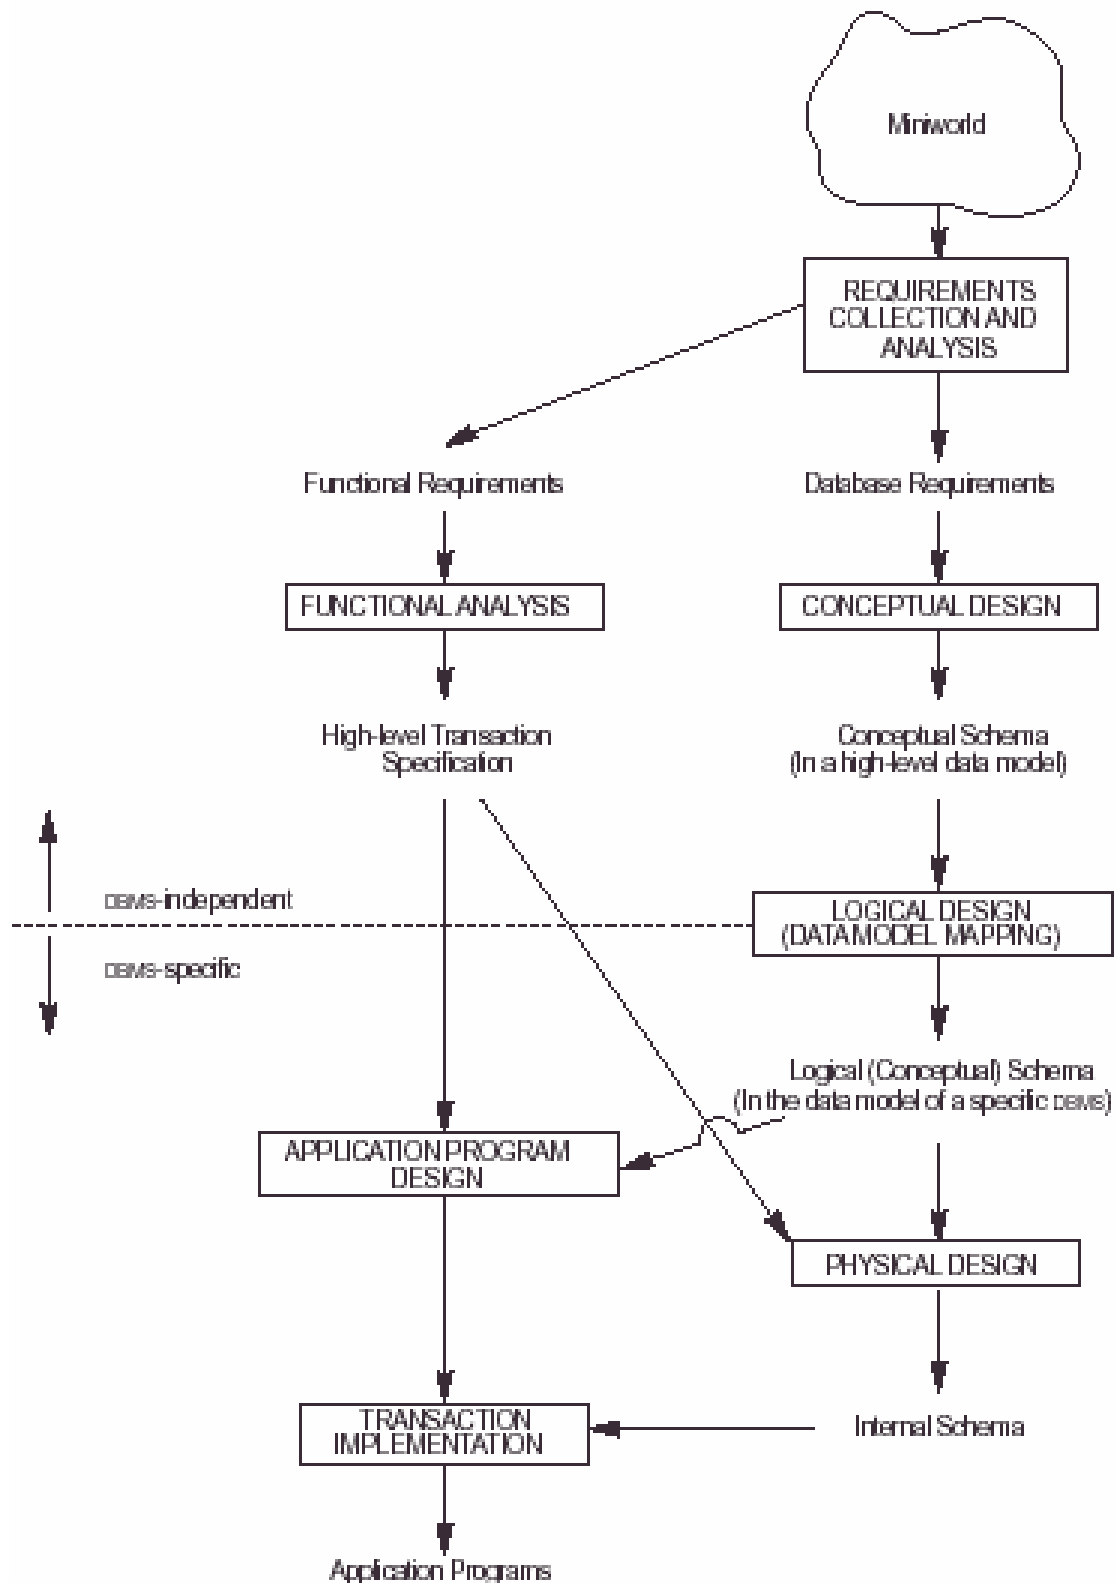 Miniworld
REQUIREMENTS
COLLECTION AND
ANALYSIS
Functional Requirements
Database Requirements
FUNCTIONAL ANALYSIS
CONCEPTUAL DESIGN
High-level Transaction
Specification
Conceptual Schema
(In a high-level data model)
DBMS-independent
LOGICAL DESIGN
(DATA MODEL MAPPING)
DBMS-specific
Logical (Conceptual) Schema
(In the data model of a specific DBMS)
APPLICATION PROGRAM
DESIGN
PHYSICAL DESIGN
TRANSACTION
IMPLEMENTATION
Internal Schema
Application Programs